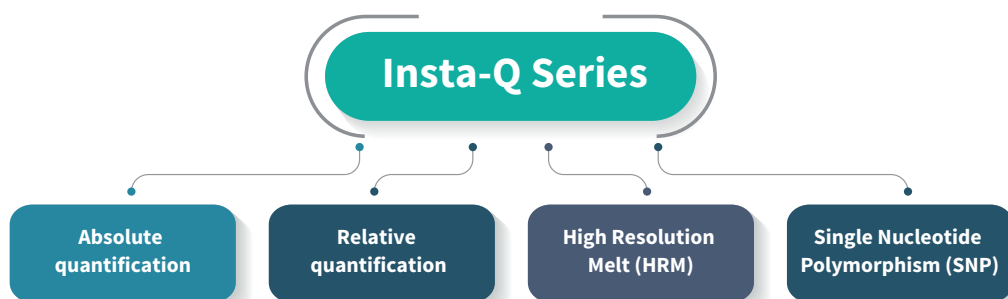 Insta-Q Series
Absolute
quantification
Relative
quantification
High Resolution
Melt (HRM)
Single Nucleotide
Polymorphism (SNP)